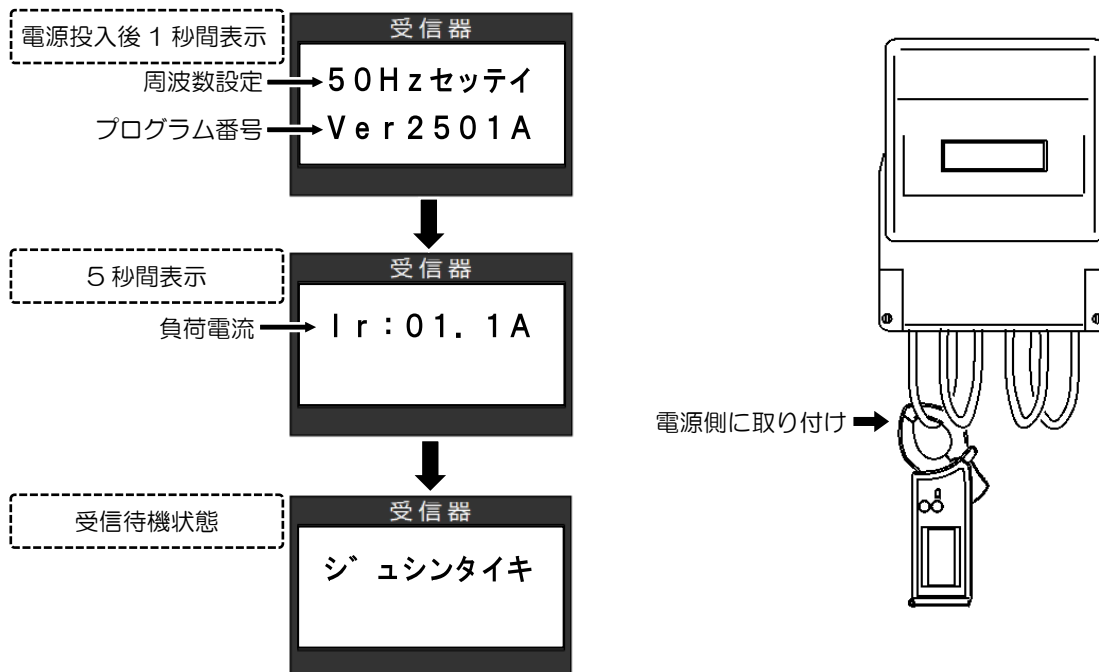 電源投入後1秒間表示
受信器
周波数設定
50Hzセッテイ
プログラム番号
Ver2501A
5秒間表示
受信器
負荷電流
Ir:01.1A
受信待機状態
受信器
ジュシンタイキ
電源側に取り付け